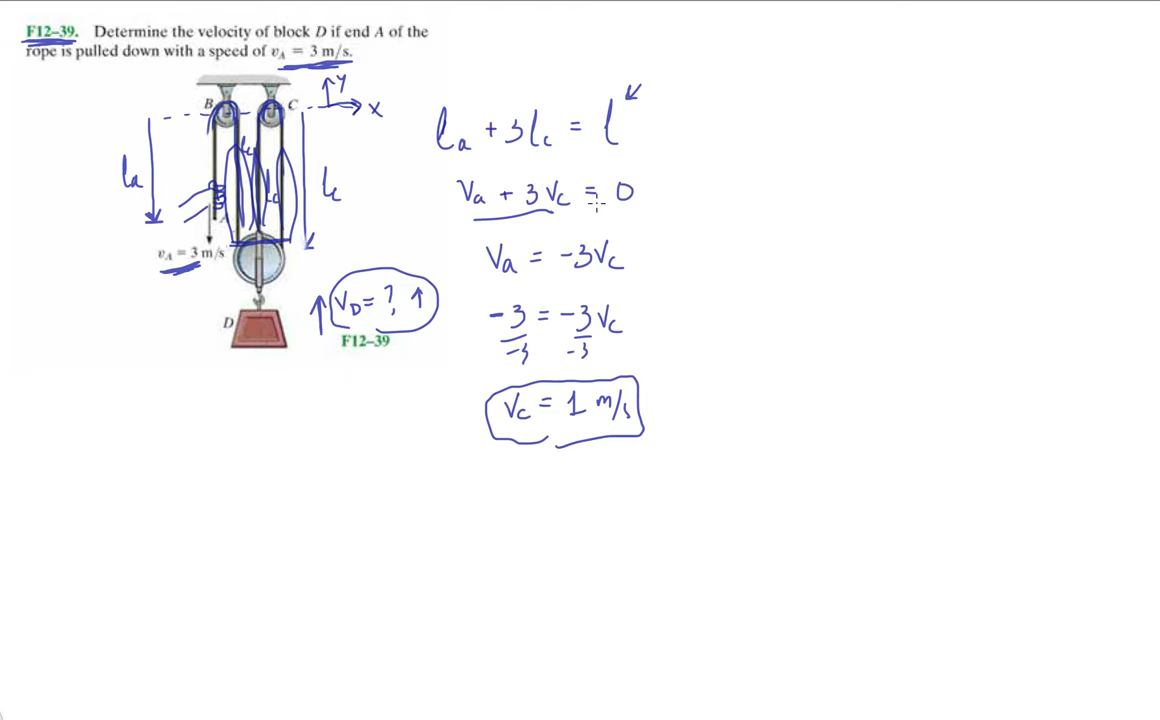 F12–39. Determine the velocity of block D if end A of the
rope is pulled down with a speed of vA = 3 m/s.
Y
B
C
X
la
lc
vA = 3 m/s
VD = ? ↑
D
F12–39
la + 3lc = l
Va + 3Vc = 0
Va = -3Vc
-3 = -3Vc
-3 -3
Vc = 1 m/s